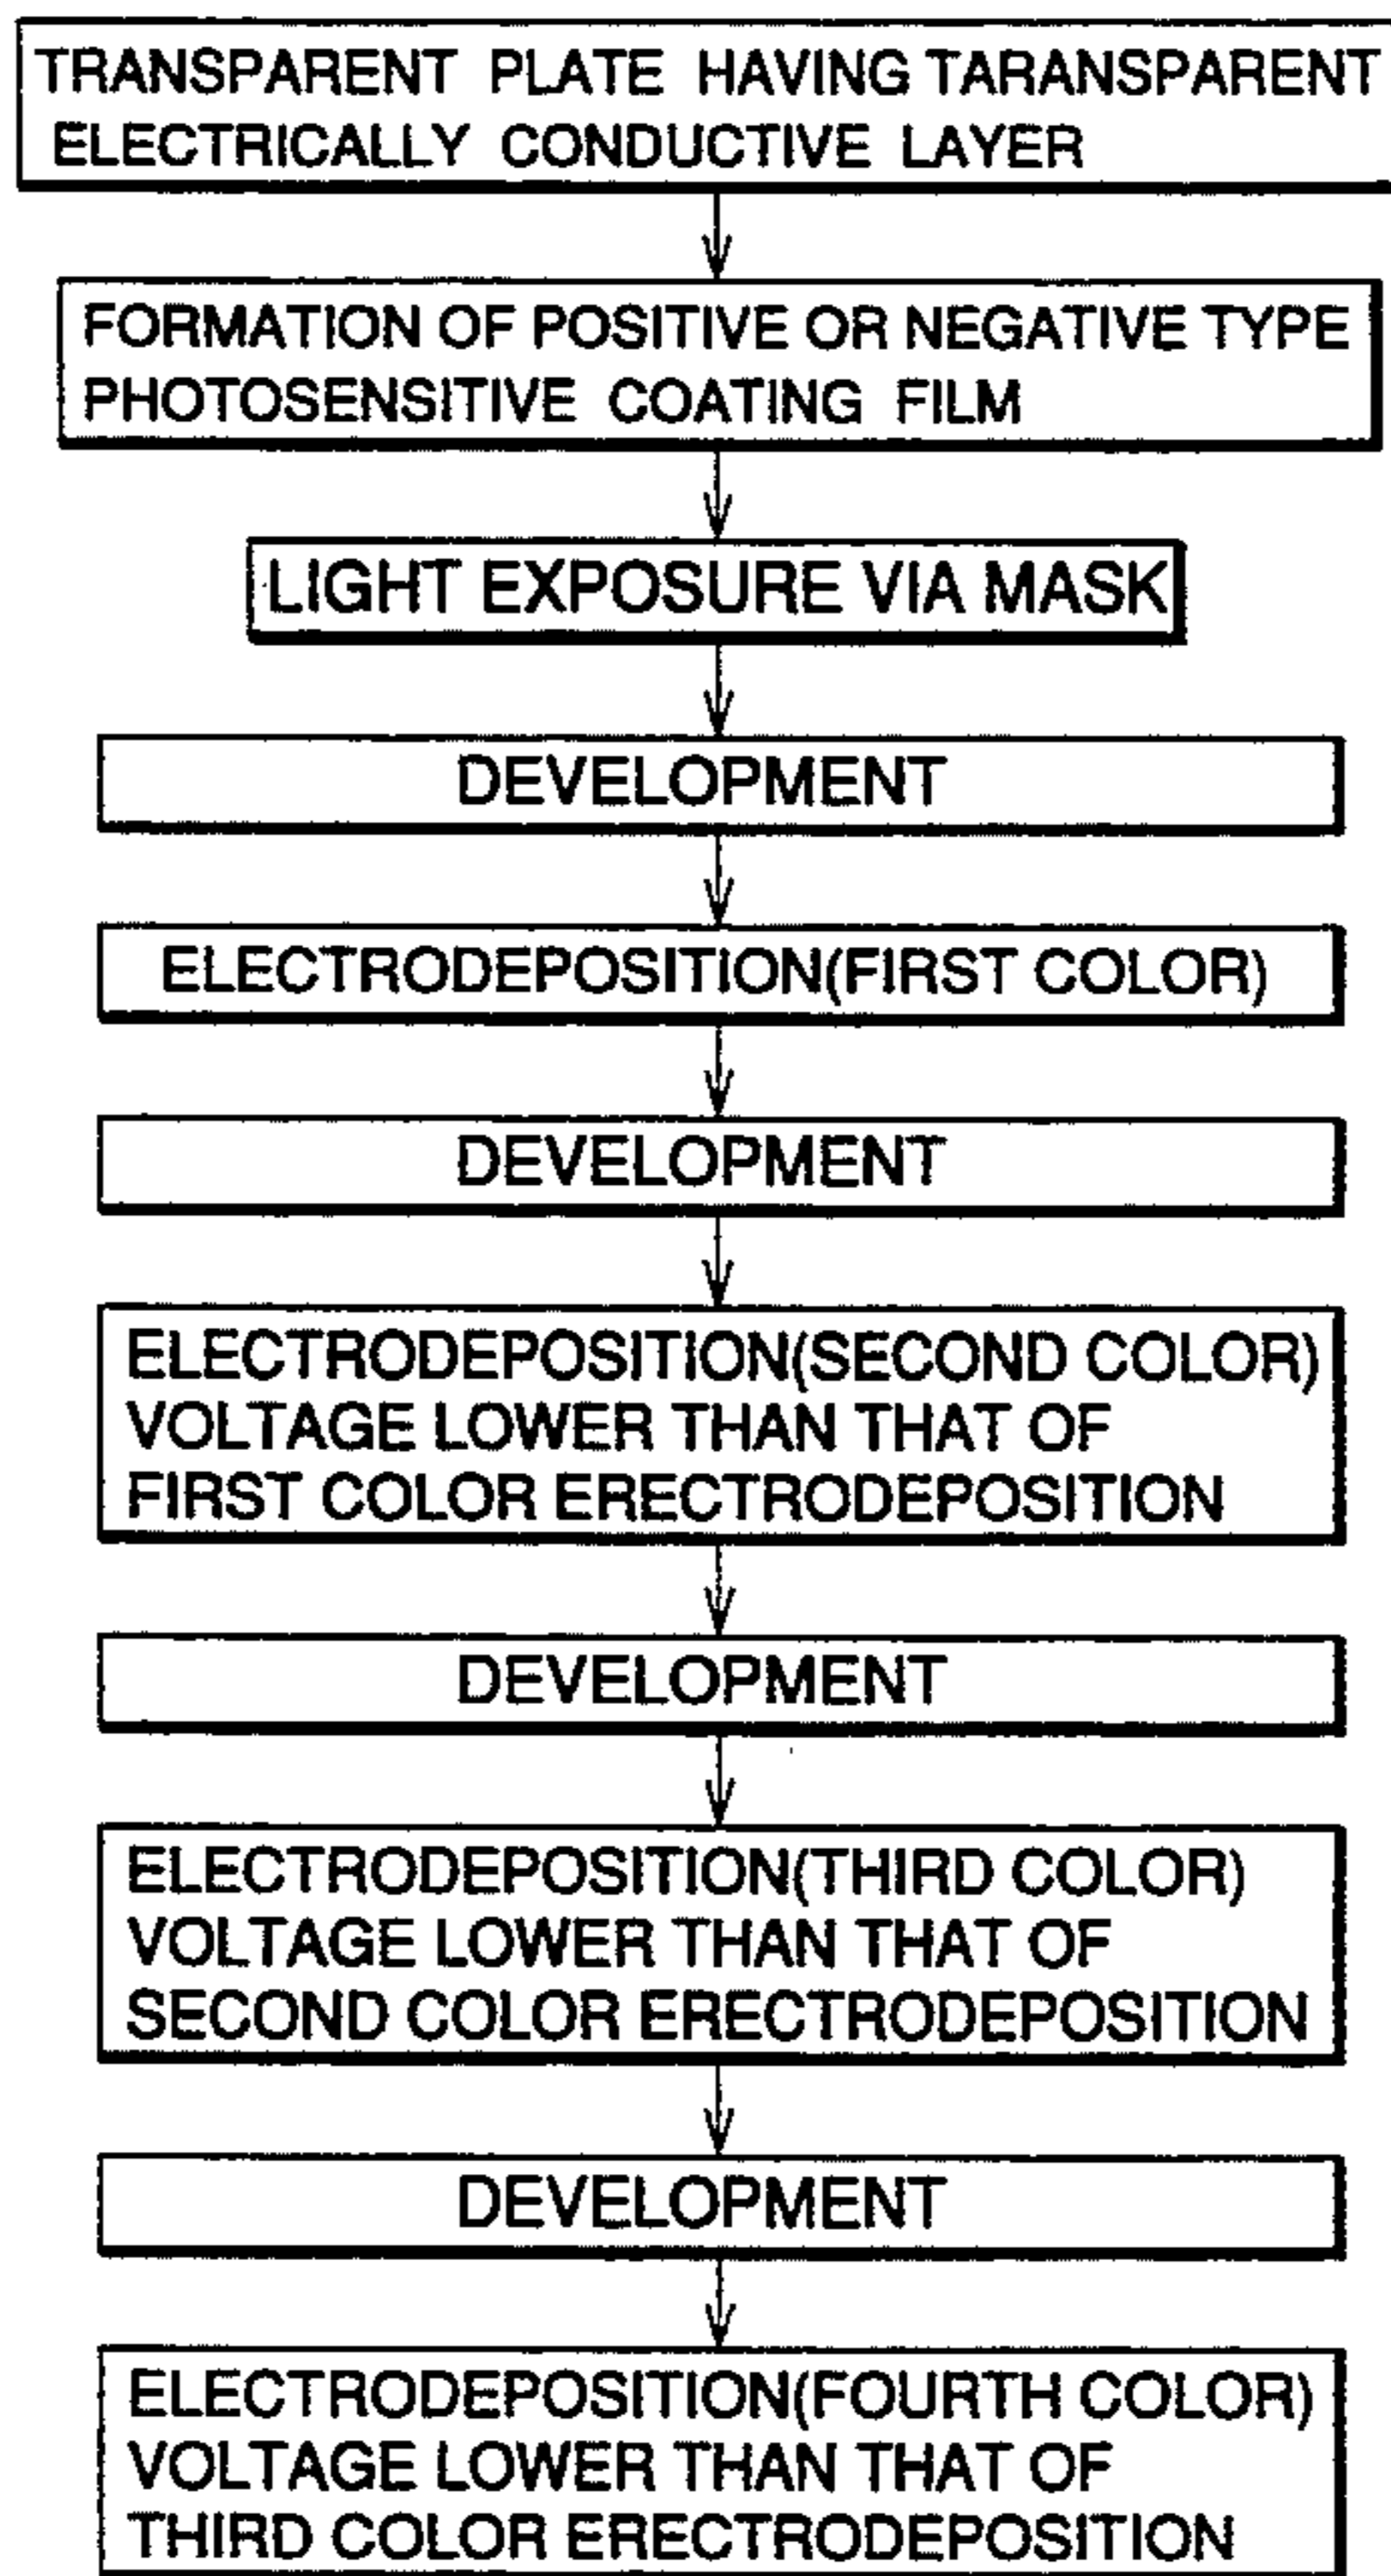 TRANSPARENT PLATE HAVING TARANSPARENT
ELECTRICALLY CONDUCTIVE LAYER
FORMATION OF POSITIVE OR NEGATIVE TYPE
PHOTOSENSITIVE COATING FILM
LIGHT EXPOSURE VIA MASK
DEVELOPMENT
ELECTRODEPOSITION(FIRST COLOR)
DEVELOPMENT
ELECTRODEPOSITION(SECOND COLOR)
VOLTAGE LOWER THAN THAT OF
FIRST COLOR ERECTRODEPOSITION
DEVELOPMENT
ELECTRODEPOSITION(THIRD COLOR)
VOLTAGE LOWER THAN THAT OF
SECOND COLOR ERECTRODEPOSITION
DEVELOPMENT
ELECTRODEPOSITION(FOURTH COLOR)
VOLTAGE LOWER THAN THAT OF
THIRD COLOR ERECTRODEPOSITION